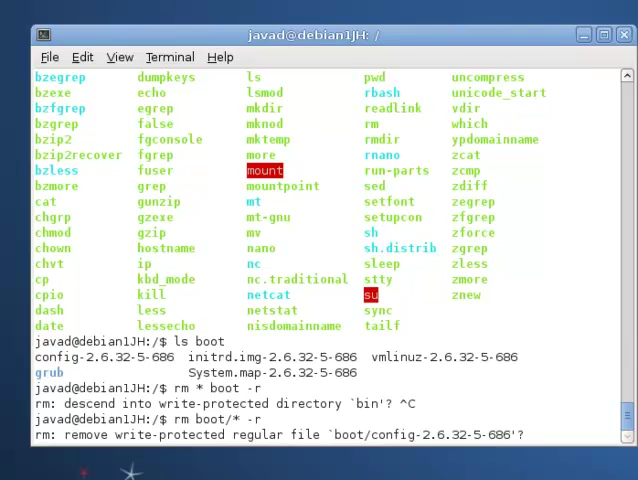 javad@debian1JH: /
File Edit View Terminal Help
bzegrep dumpkeys ls pwd uncompress
bzexe echo lsmod rbash unicode_start
bzfgrep egrep mkdir readlink vdir
bzgrep false mknod rm which
bzip2 fgconsole mktemp rmdir ypdomainname
bzip2recover fgrep more rnano zcat
bzless fuser mount run-parts zcmp
bzmore grep mountpoint sed zdiff
cat gunzip mt setfont zegrep
chgrp gzexe mt-gnu setupcon zfgrep
chmod gzip mv sh zforce
chown hostname nano sh.distrib zgrep
chvt ip nc sleep zless
cp kbd_mode nc.traditional stty zmore
cpio kill netcat su znew
dash less netstat sync
date lessecho nisdomainname tailf
javad@debian1JH:/$ ls boot
config-2.6.32-5-686 initrd.img-2.6.32-5-686 vmlinuz-2.6.32-5-686
grub System.map-2.6.32-5-686
javad@debian1JH:/$ rm * boot -r
rm: descend into write-protected directory `bin'? ^C
javad@debian1JH:/$ rm boot/* -r
rm: remove write-protected regular file `boot/config-2.6.32-5-686'?